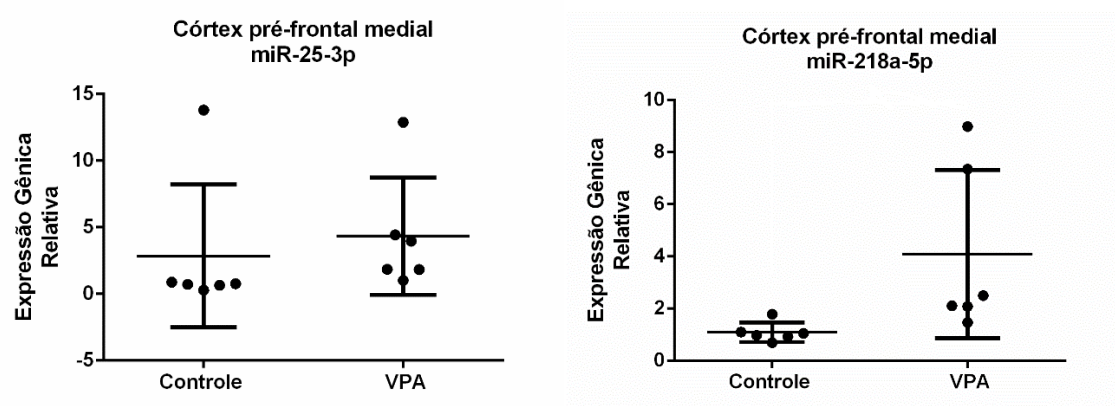 Córtex pré-frontal medial
miR-25-3p
Expressão Gênica
Relativa
15
10
5
0
-5
Controle
VPA
Córtex pré-frontal medial
miR-218a-5p
Expressão Gênica
Relativa
10
8
6
4
2
0
Controle
VPA